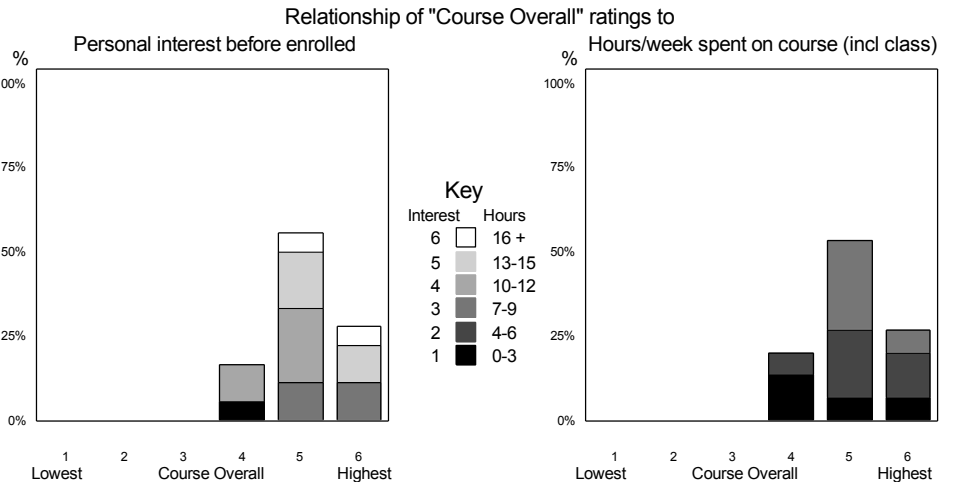 Relationship of "Course Overall" ratings to
Personal interest before enrolled
%
00%
75%
50%
25%
0%
1 2 3 4 5 6
Lowest Course Overall Highest
Key
Interest Hours
6 16 +
5 13-15
4 10-12
3 7-9
2 4-6
1 0-3
Hours/week spent on course (incl class)
%
100%
75%
50%
25%
0%
1 2 3 4 5 6
Lowest Course Overall Highest